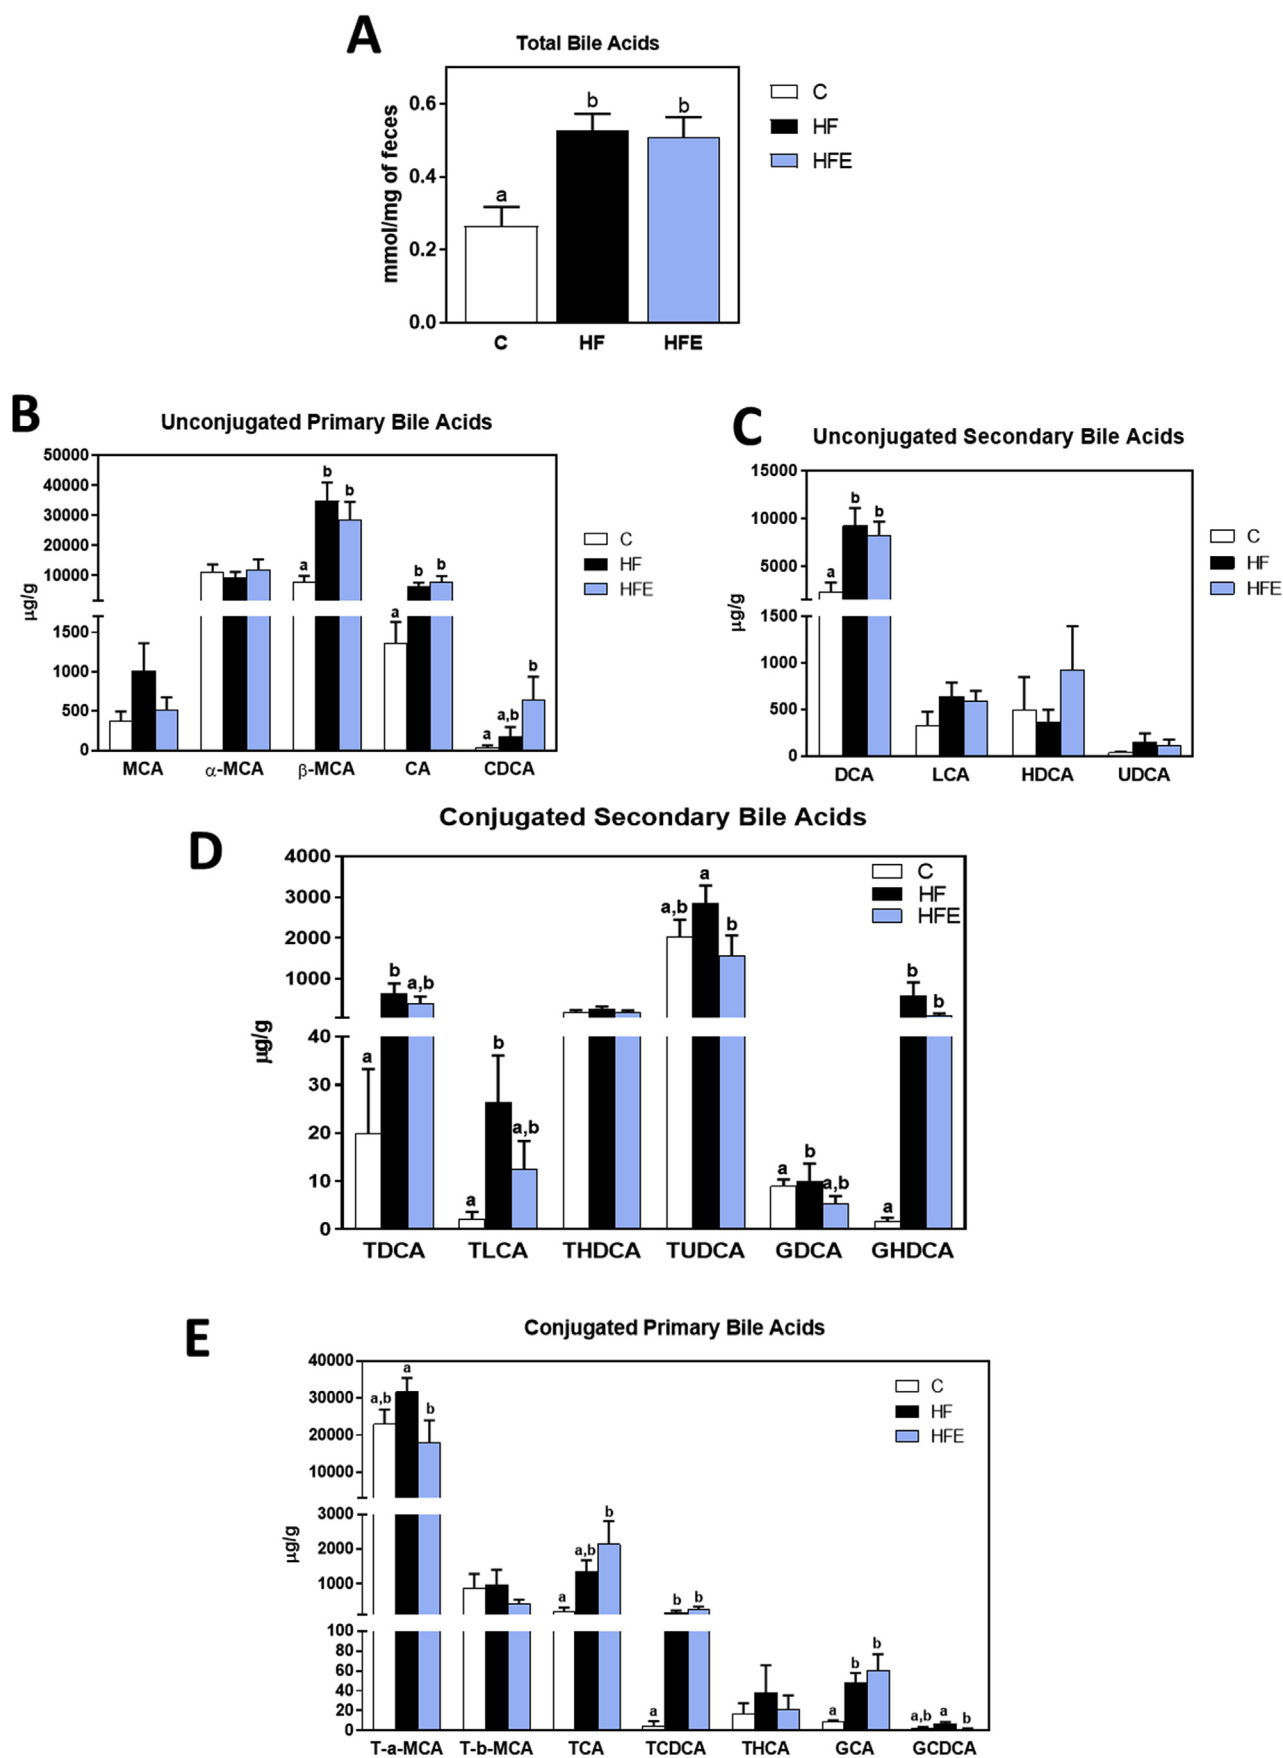 A
Total Bile Acids
mmol/mg of feces
0.6
0.4
0.2
0.0
a
b
b
C
HF
HFE
C
HF
HFE
B
Unconjugated Primary Bile Acids
µg/g
50000
40000
30000
20000
10000
1500
1000
500
0
a
b
b
a
b
b
a
a,b
b
MCA
α-MCA
β-MCA
CA
CDCA
C
HF
HFE
C
Unconjugated Secondary Bile Acids
µg/g
15000
10000
5000
1500
1000
500
0
a
b
b
DCA
LCA
HDCA
UDCA
C
HF
HFE
D
Conjugated Secondary Bile Acids
µg/g
4000
3000
2000
1000
40
30
20
10
0
a
b
a,b
a
b
a,b
a,b
a
b
a
b
a,b
a
b
b
TDCA
TLCA
THDCA
TUDCA
GDCA
GHDCA
C
HF
HFE
E
Conjugated Primary Bile Acids
µg/g
40000
30000
20000
10000
3000
2000
1000
100
80
60
40
20
0
a,b
a
b
a
a,b
b
a
b
b
a
b
b
a,b
a
b
T-a-MCA
T-b-MCA
TCA
TCDCA
THCA
GCA
GCDCA
C
HF
HFE